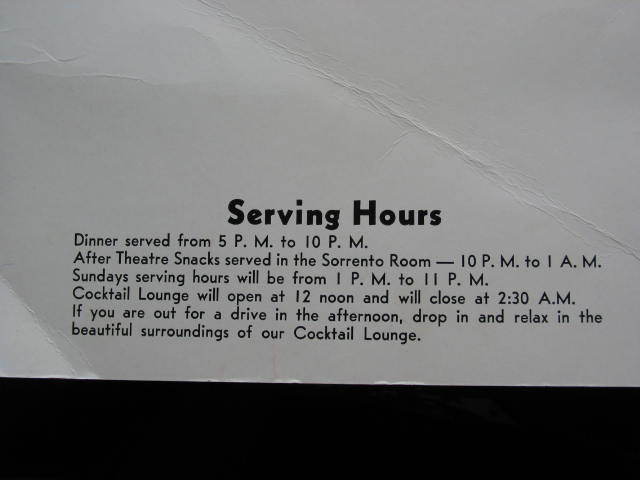 Serving Hours
Dinner served from 5 P. M. to 10 P. M.
After Theatre Snacks served in the Sorrento Room — 10 P. M. to 1 A. M.
Sundays serving hours will be from 1 P. M. to 11 P. M.
Cocktail Lounge will open at 12 noon and will close at 2:30 A.M.
If you are out for a drive in the afternoon, drop in and relax in the
beautiful surroundings of our Cocktail Lounge.